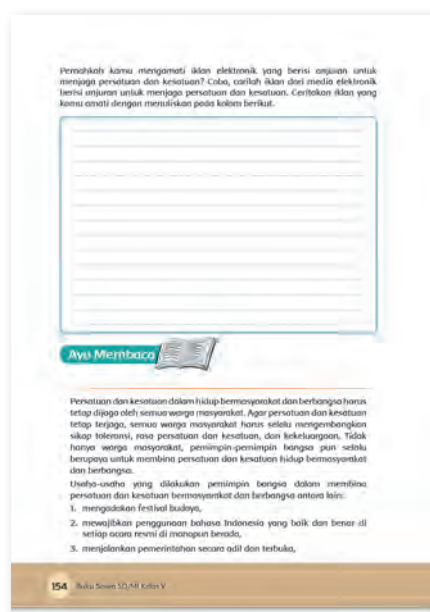 Pernahkah kamu mengamati iklan elektronik yang berisi anjuran untuk
menjaga persatuan dan kesatuan? Coba, carilah iklan dari media elektronik
berisi anjuran untuk menjaga persatuan dan kesatuan. Ceritakan iklan yang
kamu amati dengan menuliskan pada kolom berikut.
Ayo Membaca
Persatuan dan kesatuan dalam hidup bermasyarakat dan berbangsa harus
tetap dijaga oleh semua warga masyarakat. Agar persatuan dan kesatuan
tetap terjaga, semua warga masyarakat harus selalu mengembangkan
sikap toleransi, rasa persatuan dan kesatuan, dan kekeluargaan. Tidak
hanya warga masyarakat, pemimpin-pemimpin bangsa pun selalu
berupaya untuk membina persatuan dan kesatuan hidup bermasyarakat
dan berbangsa.
Usaha-usaha yang dilakukan pemimpin bangsa dalam membina
persatuan dan kesatuan bermasyarakat dan berbangsa antara lain:
1. mengadakan festival budaya,
2. mewajibkan penggunaan bahasa Indonesia yang baik dan benar di
setiap acara resmi di manapun berada,
3. menjalankan pemerintahan secara adil dan terbuka,
154 Buku Siswa SD/MI Kelas V